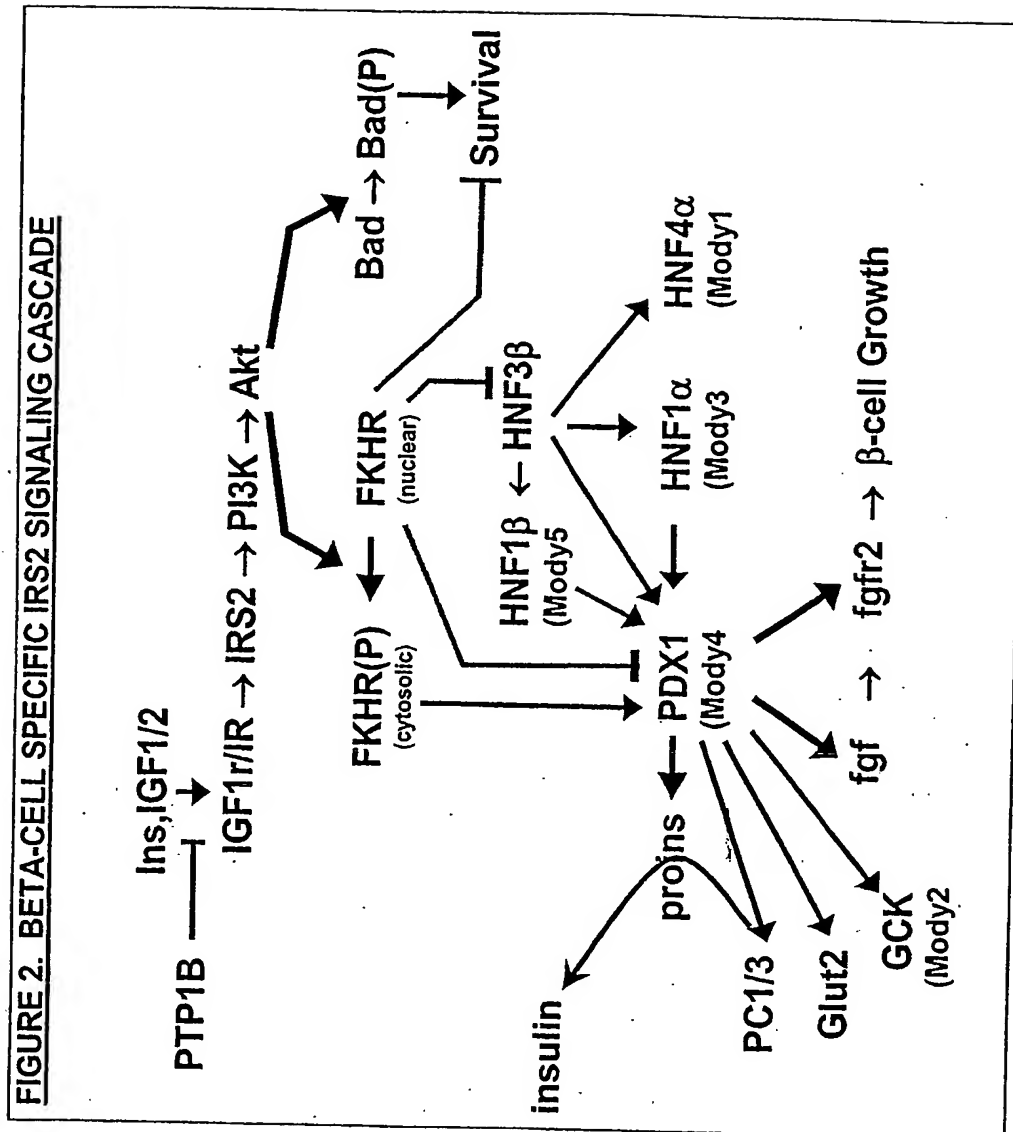 FIGURE 2. BETA-CELL SPECIFIC IRS2 SIGNALING CASCADE
Ins,IGF1/2
PTP1B
IGF1r/IR → IRS2 → PI3K → Akt
Bad → Bad(P)
FKHR(P)
(cytosolic)
FKHR
(nuclear)
Survival
HNF1β ← HNF3β
(Mody5
insulin
proins
PDX1
(Mody4
HNF1α
(Mody3
HNF4α
(Mody1
PC1/3
Glut2
GCK
(Mody2
fgf → fgfr2 → β-cell Growth